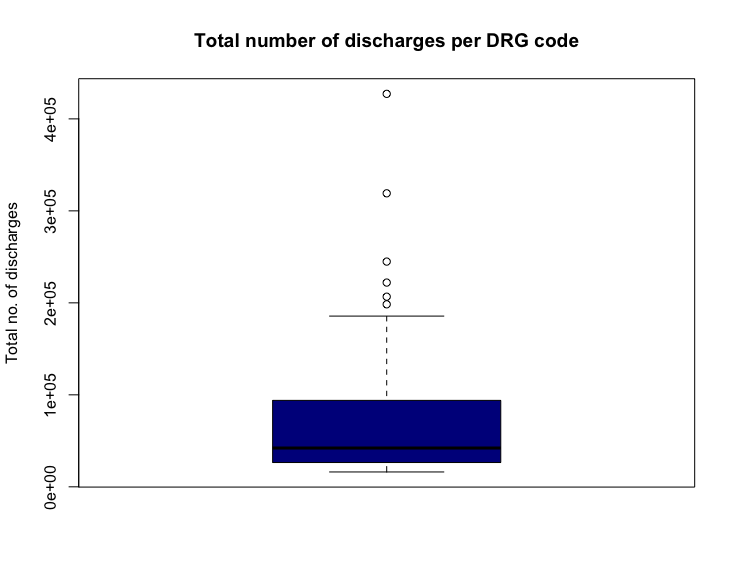 Total number of discharges per DRG code
Total no. of discharges
4e+05
3e+05
2e+05
1e+05
0e+00